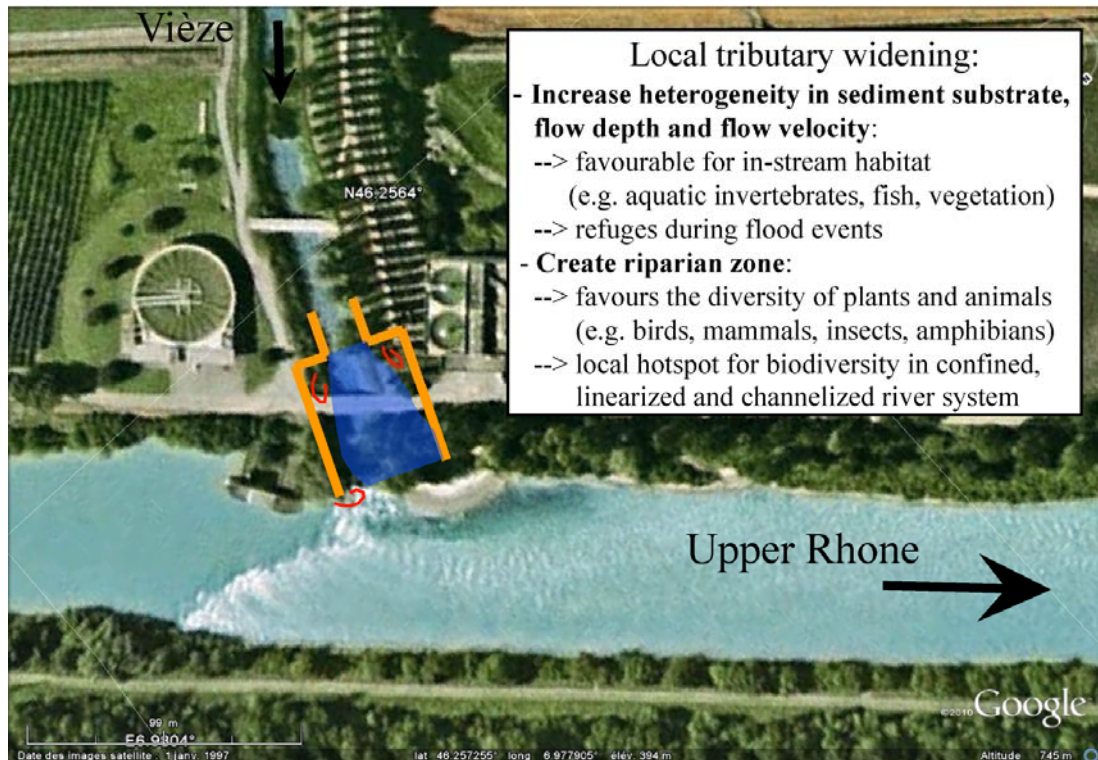 Vièze
Local tributary widening:
- Increase heterogeneity in sediment substrate,
flow depth and flow velocity:
--> favourable for in-stream habitat
(e.g. aquatic invertebrates, fish, vegetation)
--> refuges during flood events
- Create riparian zone:
--> favours the diversity of plants and animals
(e.g. birds, mammals, insects, amphibians)
--> local hotspot for biodiversity in confined,
linearized and channelized river system
N46.2564°
Upper Rhone
©2010 Google
99 m
E6.9804°
Date des images satellite : 1 janv. 1997 lat 46.257255° long 6.977905° élév. 394 m Altitude 745 m